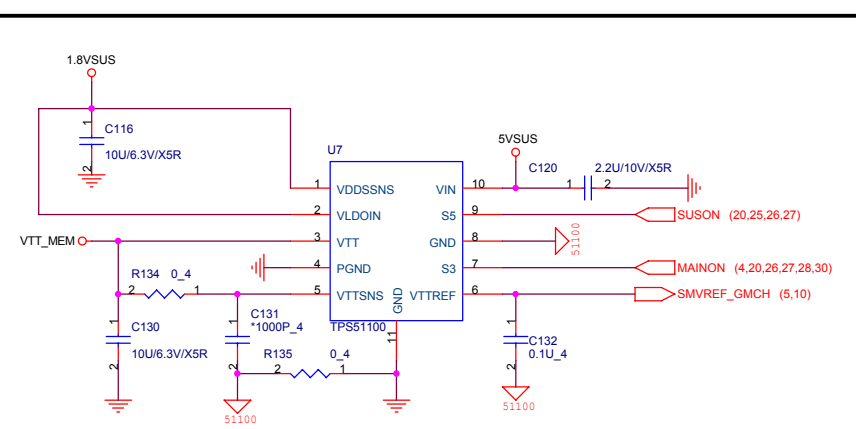 1.8VSUS
1
C116
10U/6.3V/X5R
2
U7
5VSUS
C120
2.2U/10V/X5R
1
2
1
VDDSSNS
VIN
10
2
VLDOIN
S5
9
SUSON (20,25,26,27)
VTT_MEM
3
VTT
GND
8
51100
4
PGND
S3
7
MAINON (4,20,26,27,28,30)
R134
0_4
2
1
5
VTTSNS
GND
VTTREF
6
SMVREF_GMCH (5,10)
1
C130
10U/6.3V/X5R
2
1
C131
*1000P_4
2
TPS51100
11
1
C132
0.1U_4
2
R135
0_4
2
1
51100
51100